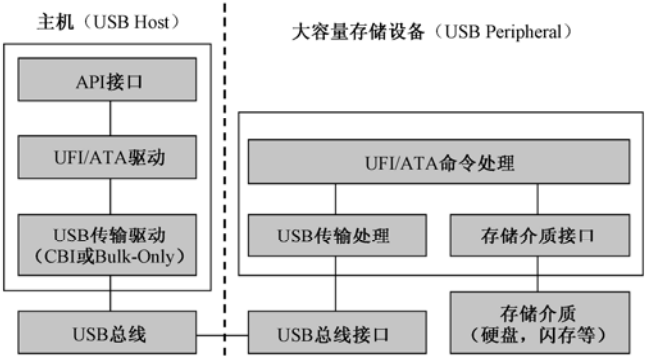 主机（USB Host）
API接口
UFI/ATA驱动
USB传输驱动
（CBI或Bulk-Only）
USB总线
大容量存储设备（USB Peripheral）
UFI/ATA命令处理
USB传输处理
存储介质接口
USB总线接口
存储介质
（硬盘，闪存等）